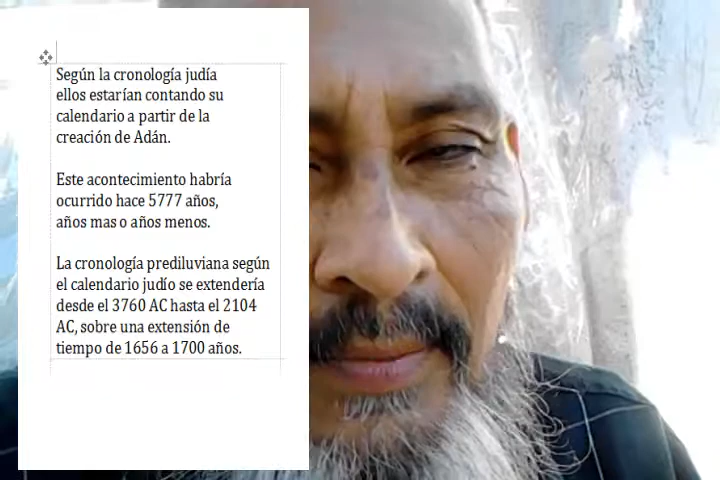 Según la cronología judía
ellos estarían contando su
calendario a partir de la
creación de Adán.
Este acontecimiento habría
ocurrido hace 5777 años,
años mas o años menos.
La cronología prediluviana según
el calendario judío se extendería
desde el 3760 AC hasta el 2104
AC, sobre una extensión de
tiempo de 1656 a 1700 años.